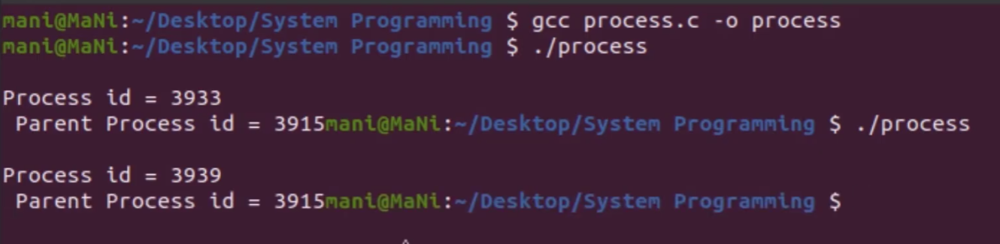 mani@MaNi:~/Desktop/System Programming $ gcc process.c -o process
mani@MaNi:~/Desktop/System Programming $ ./process
Process id = 3933
Parent Process id = 3915mani@MaNi:~/Desktop/System Programming $ ./process
Process id = 3939
Parent Process id = 3915mani@MaNi:~/Desktop/System Programming $